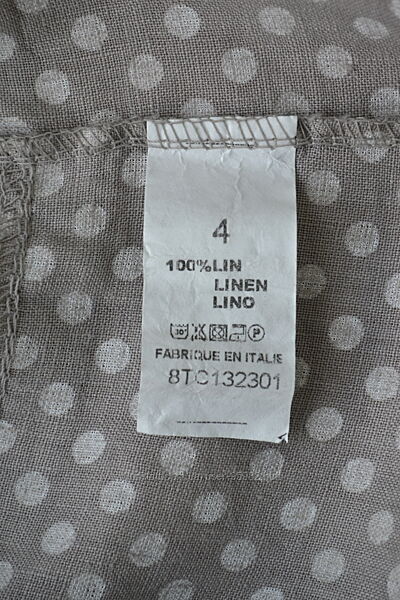 4
100%LIN
LINEN
LINO
P
FABRIQUE EN ITALIE
8TC132301